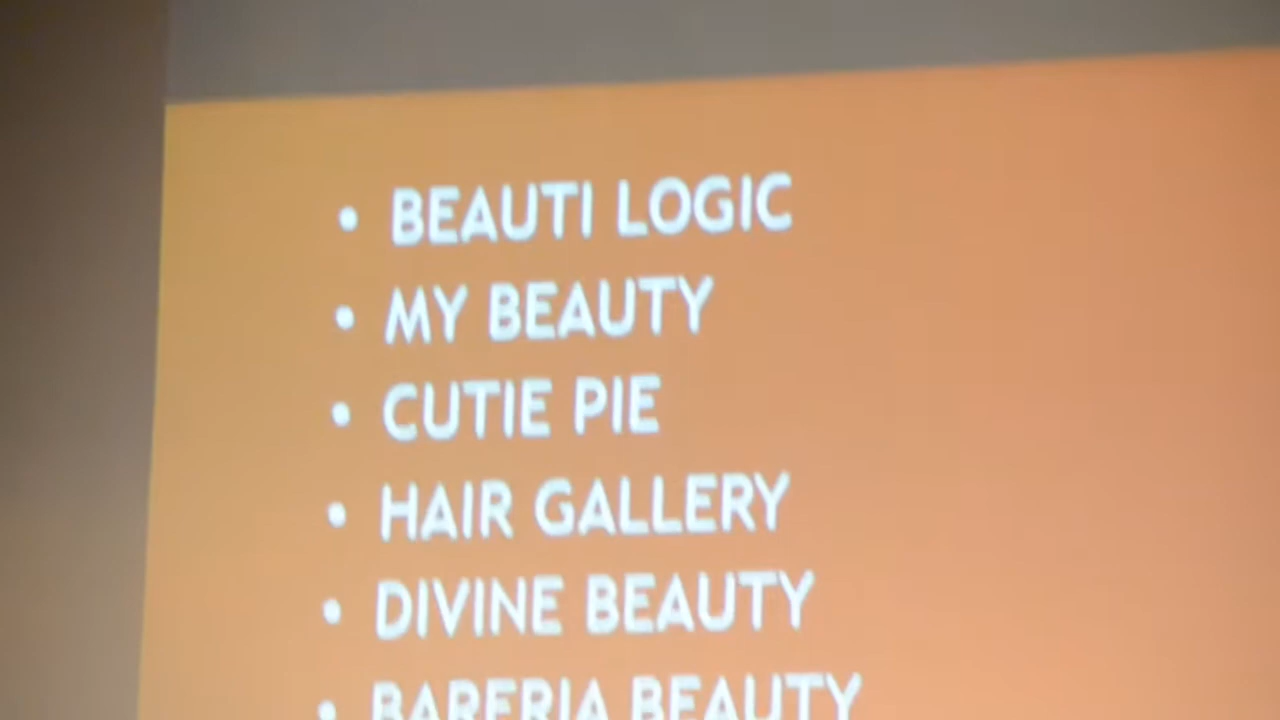 • BEAUTI LOGIC
• MY BEAUTY
• CUTIE PIE
• HAIR GALLERY
• DIVINE BEAUTY
• BEAUTY